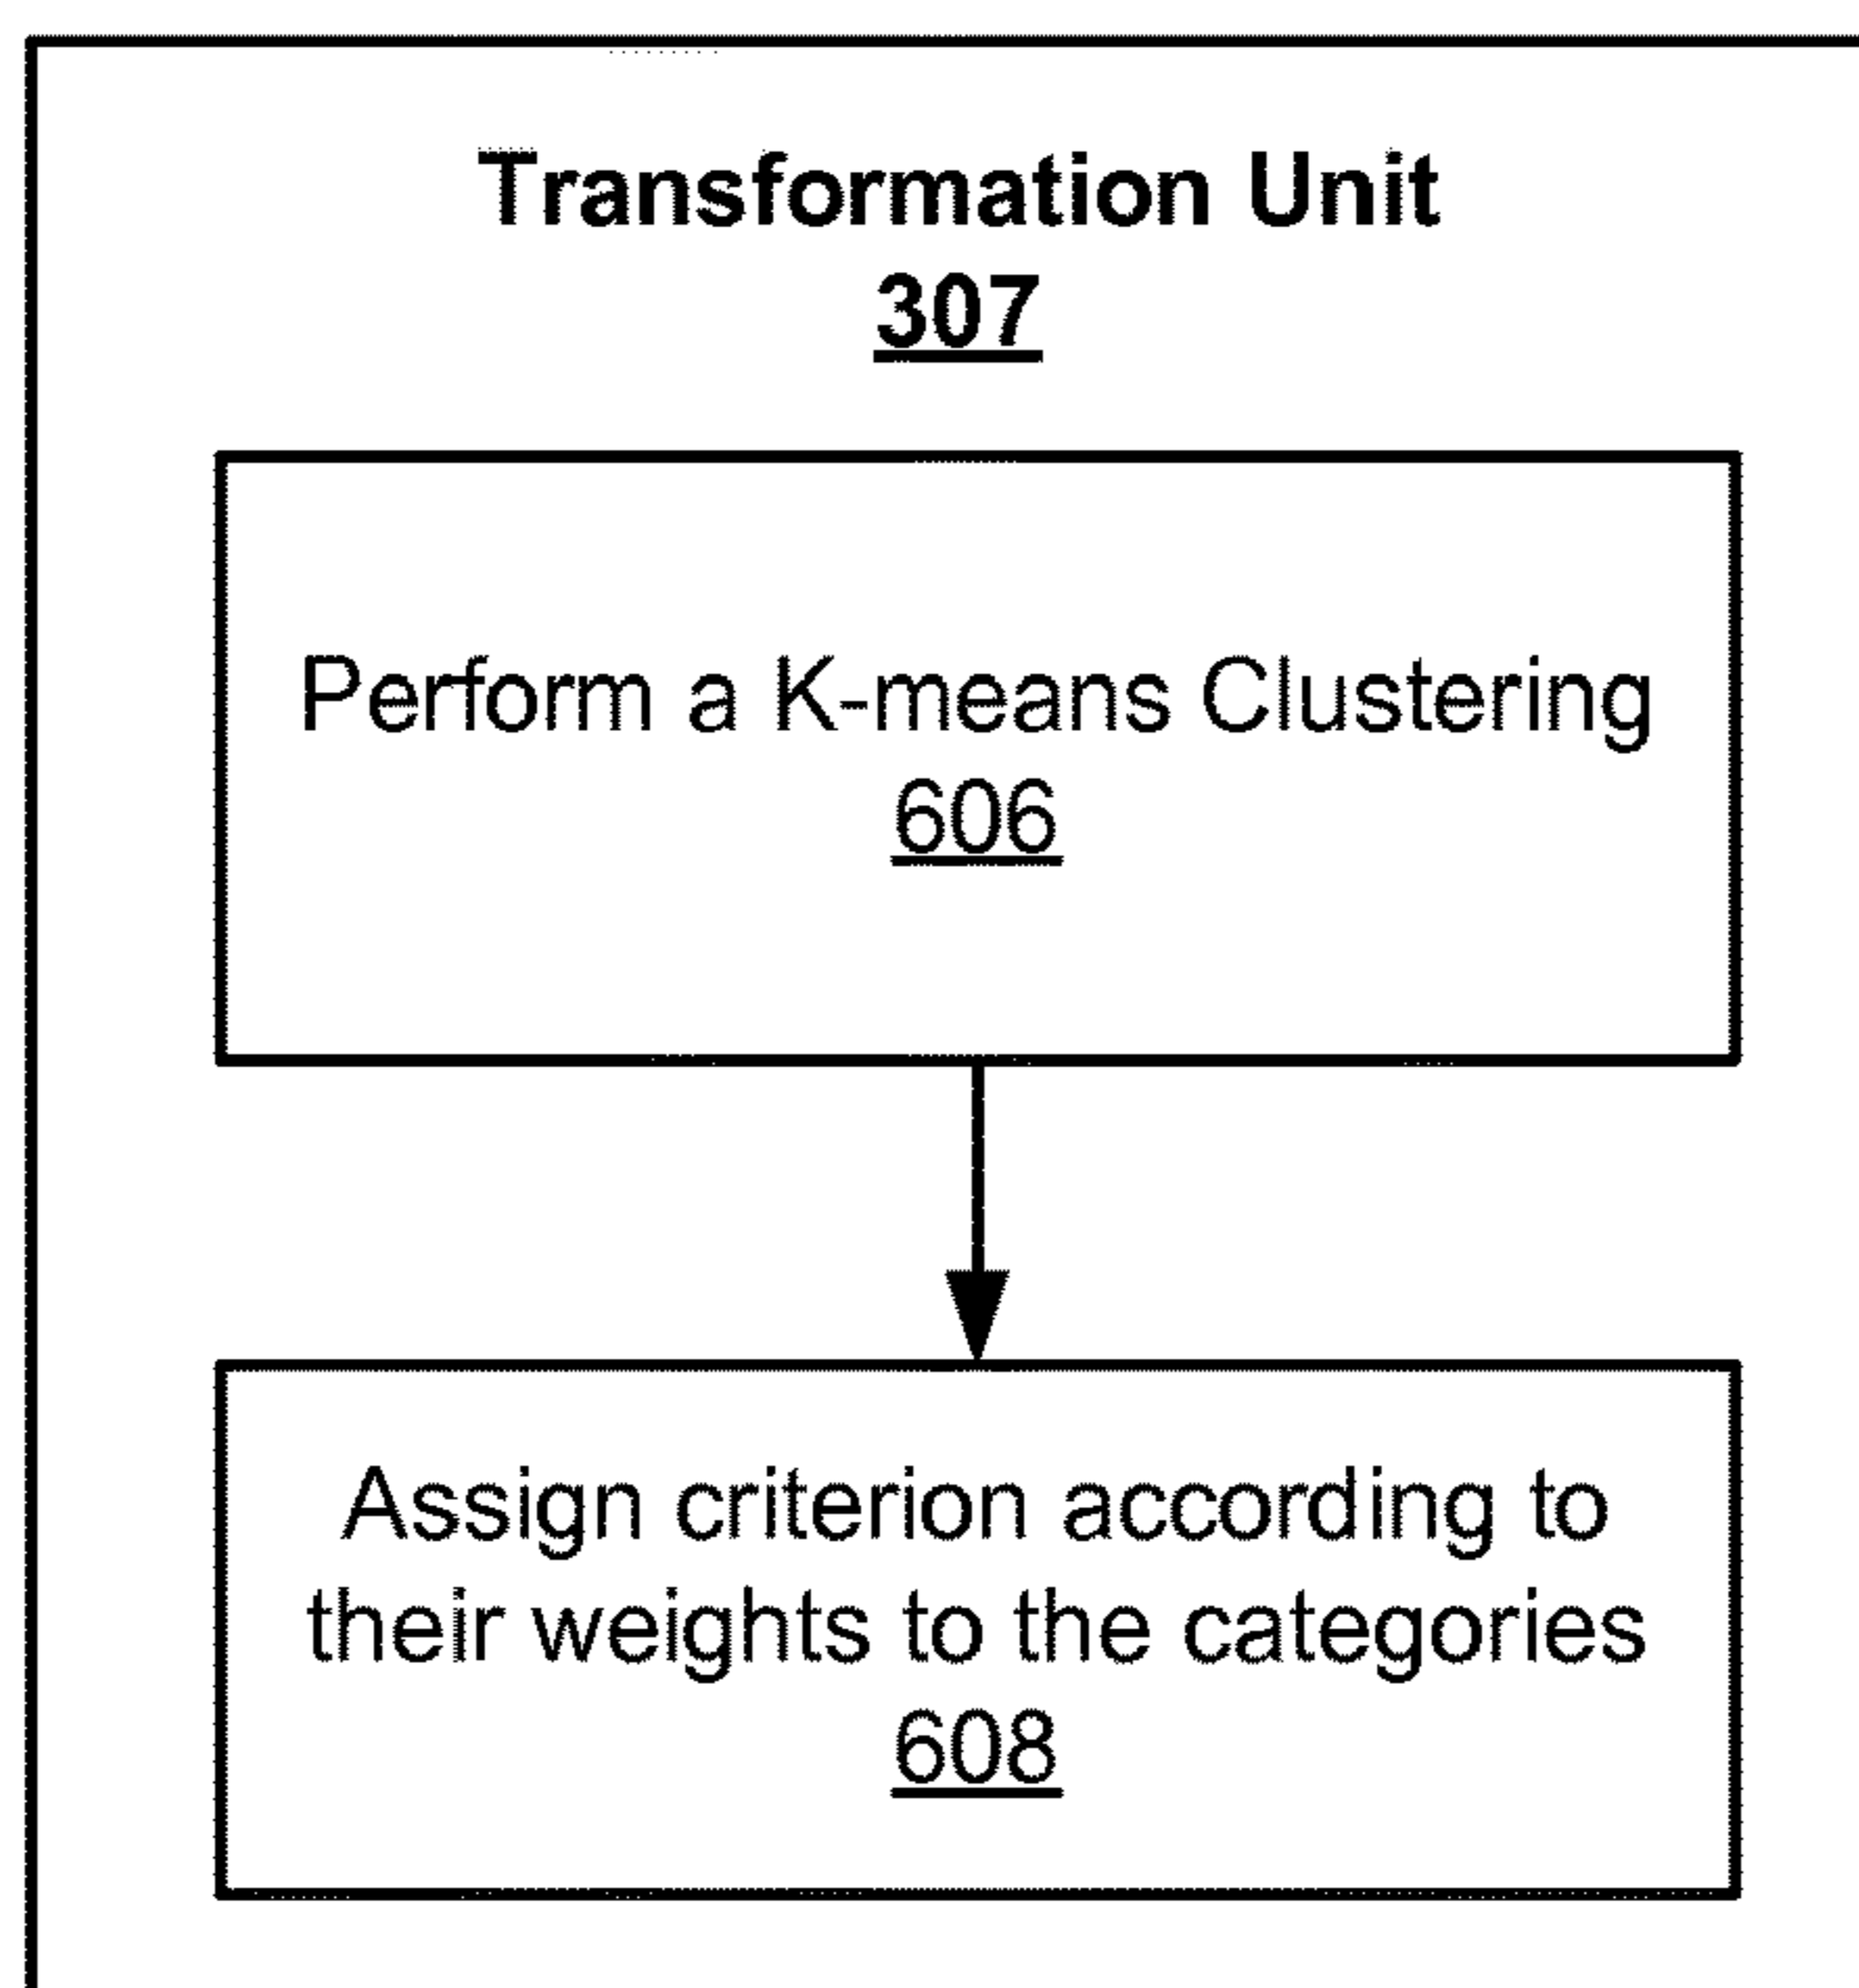 Transformation Unit
307
Perform a K-means Clustering
606
Assign criterion according to
their weights to the categories
608